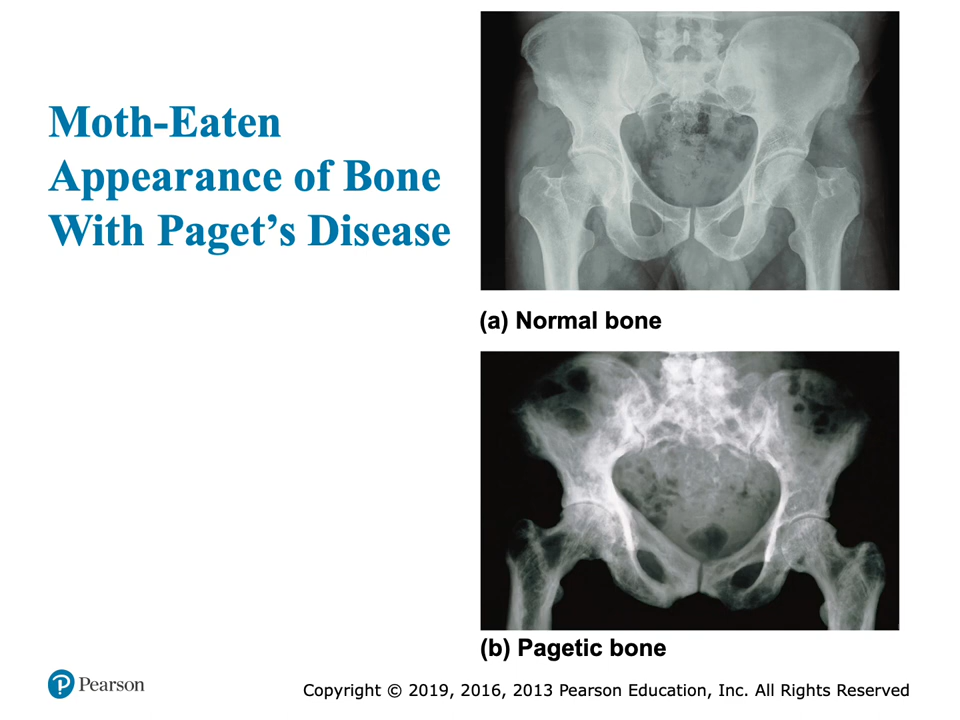 Moth-Eaten
Appearance of Bone
With Paget’s Disease
(a) Normal bone
(b) Pagetic bone
P Pearson
Copyright © 2019, 2016, 2013 Pearson Education, Inc. All Rights Reserved